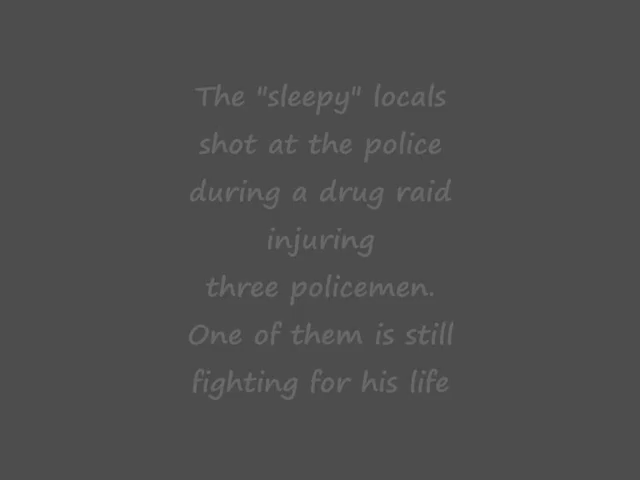 The "sleepy" locals
shot at the police
during a drug raid
injuring
three policemen.
One of them is still
fighting for his life